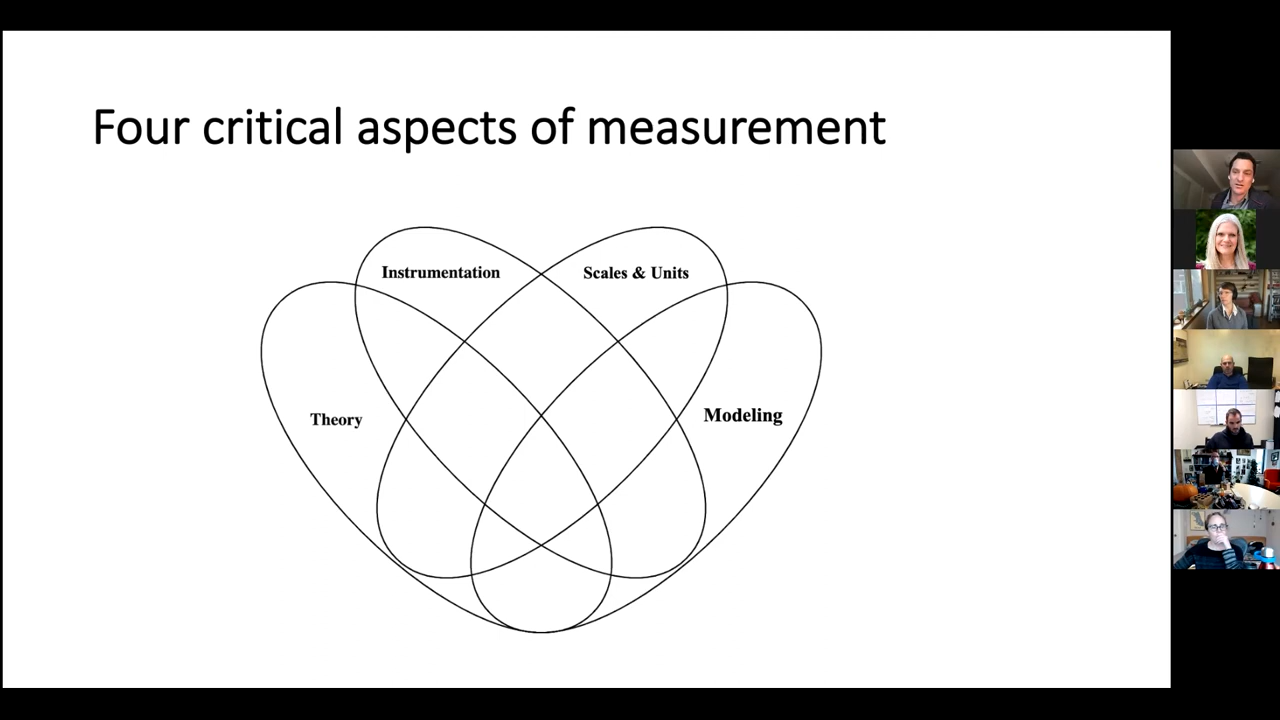 Four critical aspects of measurement
Instrumentation
Scales & Units
Theory
Modeling